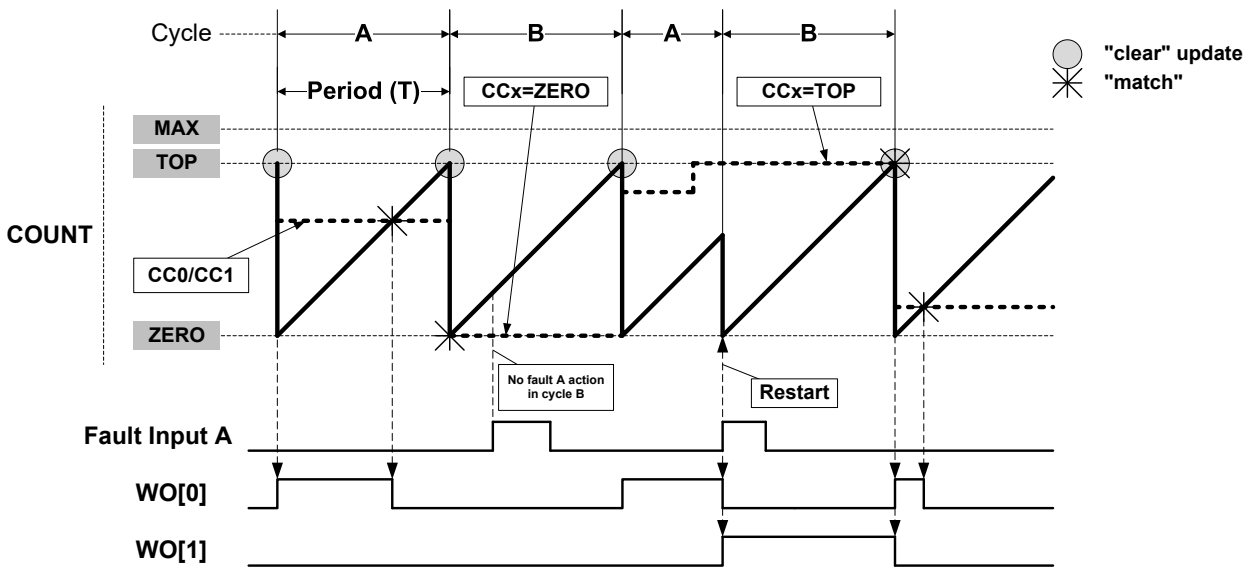 Cycle
A
B
A
B
"clear" update
"match"
Period (T)
CCx=ZERO
CCx=TOP
MAX
TOP
COUNT
CC0/CC1
ZERO
No fault A action
in cycle B
Restart
Fault Input A
WO[0]
WO[1]